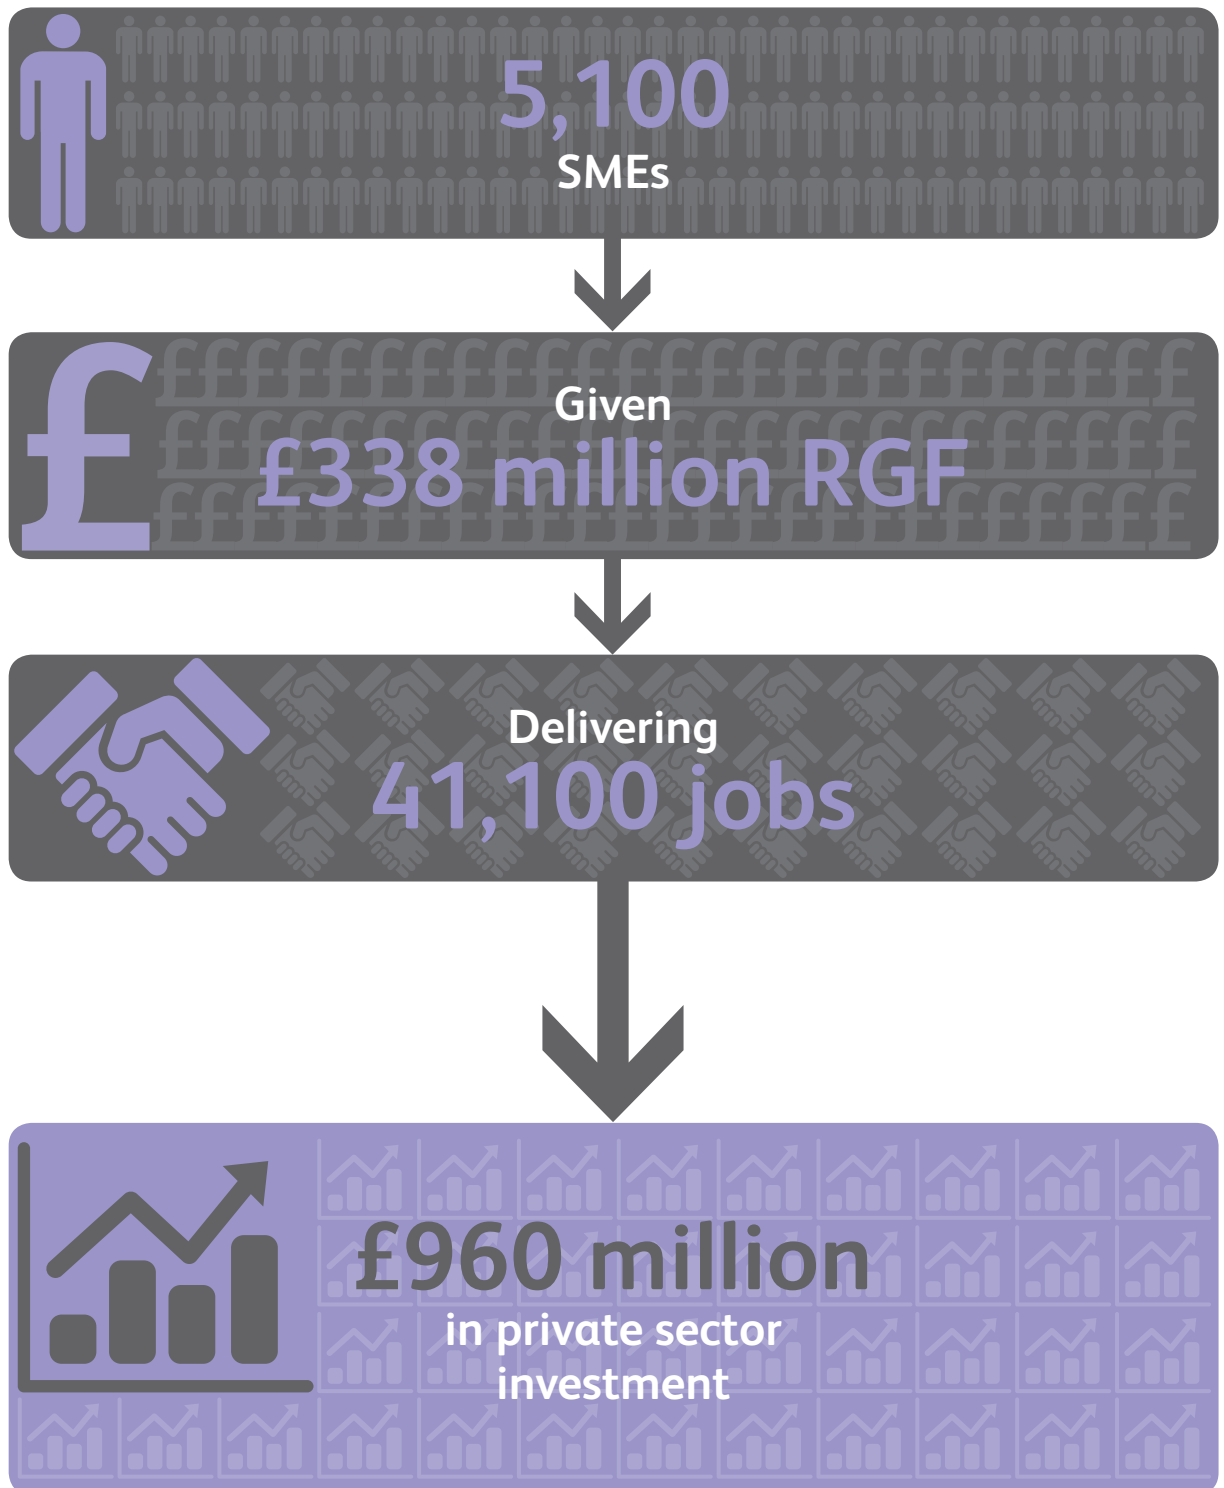 5,100
SMEs
Given
£338 million RGF
Delivering
41,100 jobs
£960 million
in private sector
investment